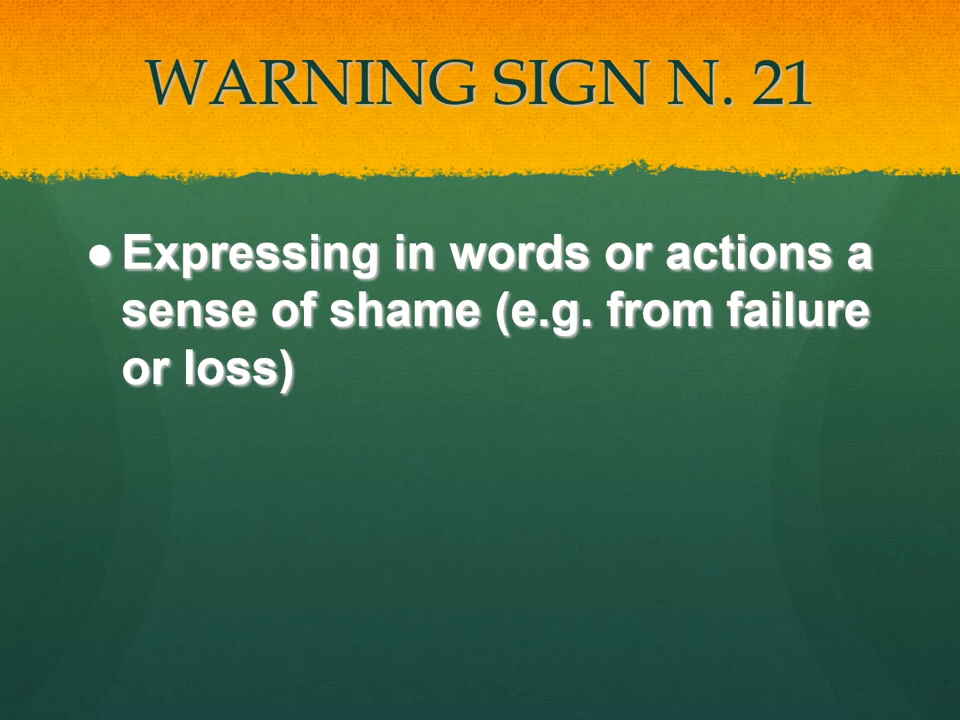 WARNING SIGN N. 21
● Expressing in words or actions a
sense of shame (e.g. from failure
or loss)